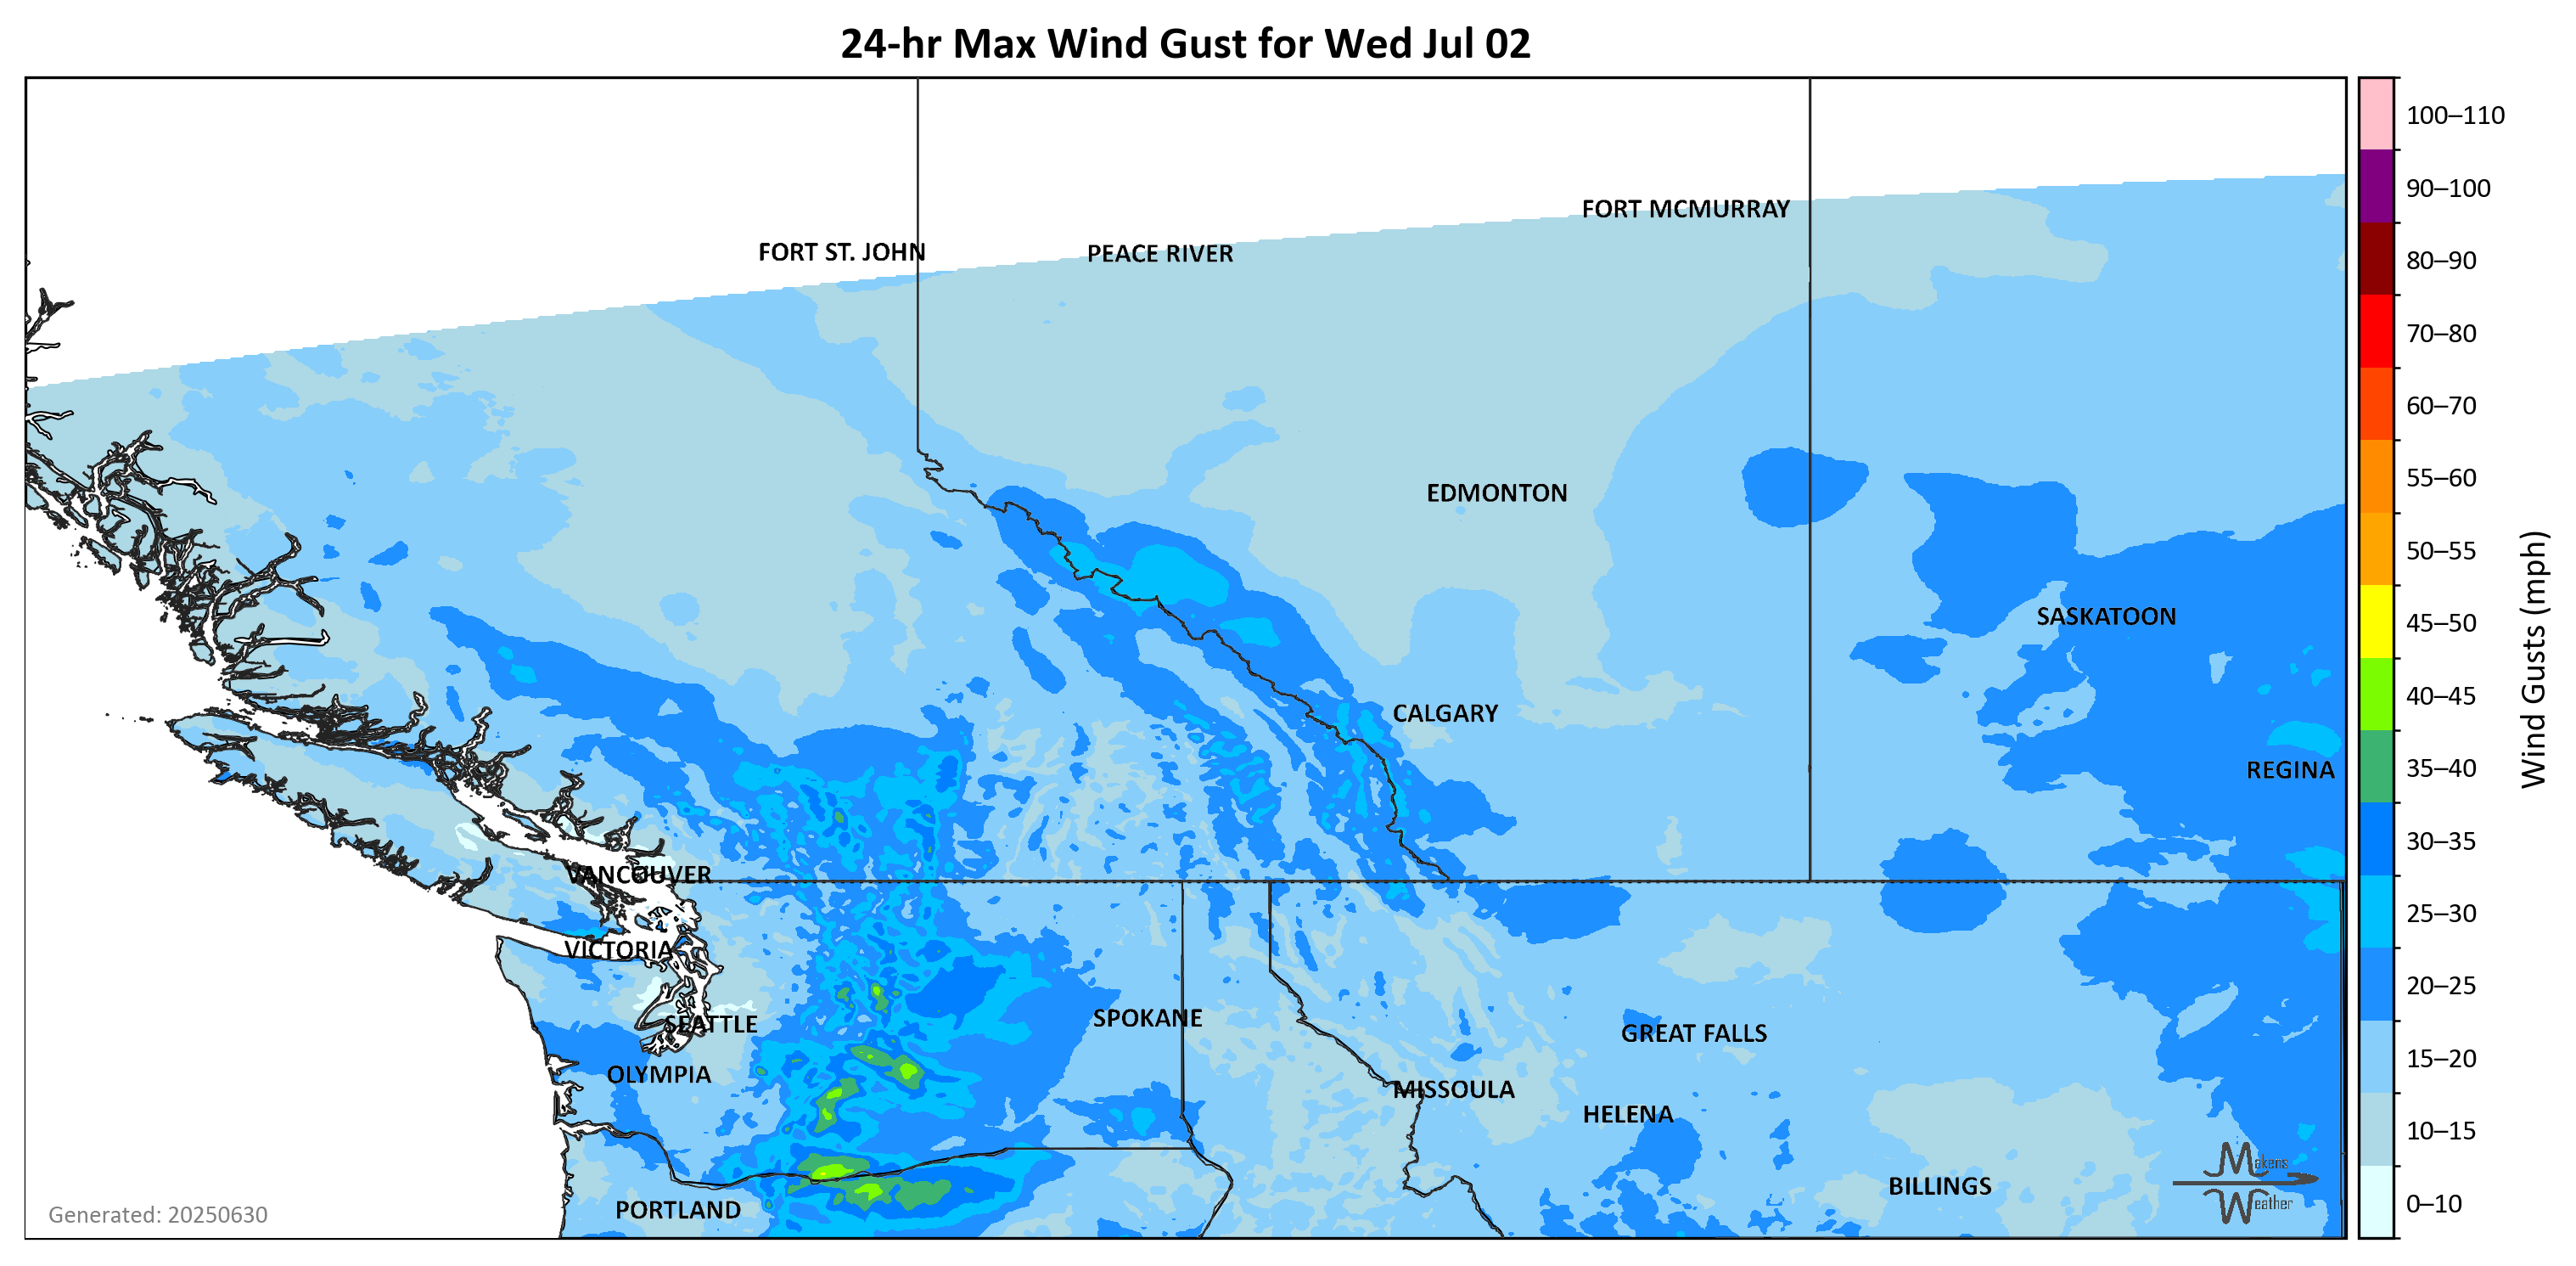 24-hr Max Wind Gust for Wed Jul 02
100–110
90–100
80–90
70–80
60–70
55–60
50–55
45–50
40–45
35–40
30–35
25–30
20–25
15–20
10–15
0–10
Wind Gusts (mph)
FORT MCMURRAY
FORT ST. JOHN
PEACE RIVER
EDMONTON
SASKATOON
CALGARY
REGINA
VANCOUVER
VICTORIA
SEATTLE
SPOKANE
GREAT FALLS
OLYMPIA
MISSOULA
HELENA
BILLINGS
PORTLAND
Makens
Weather
Generated: 20250630